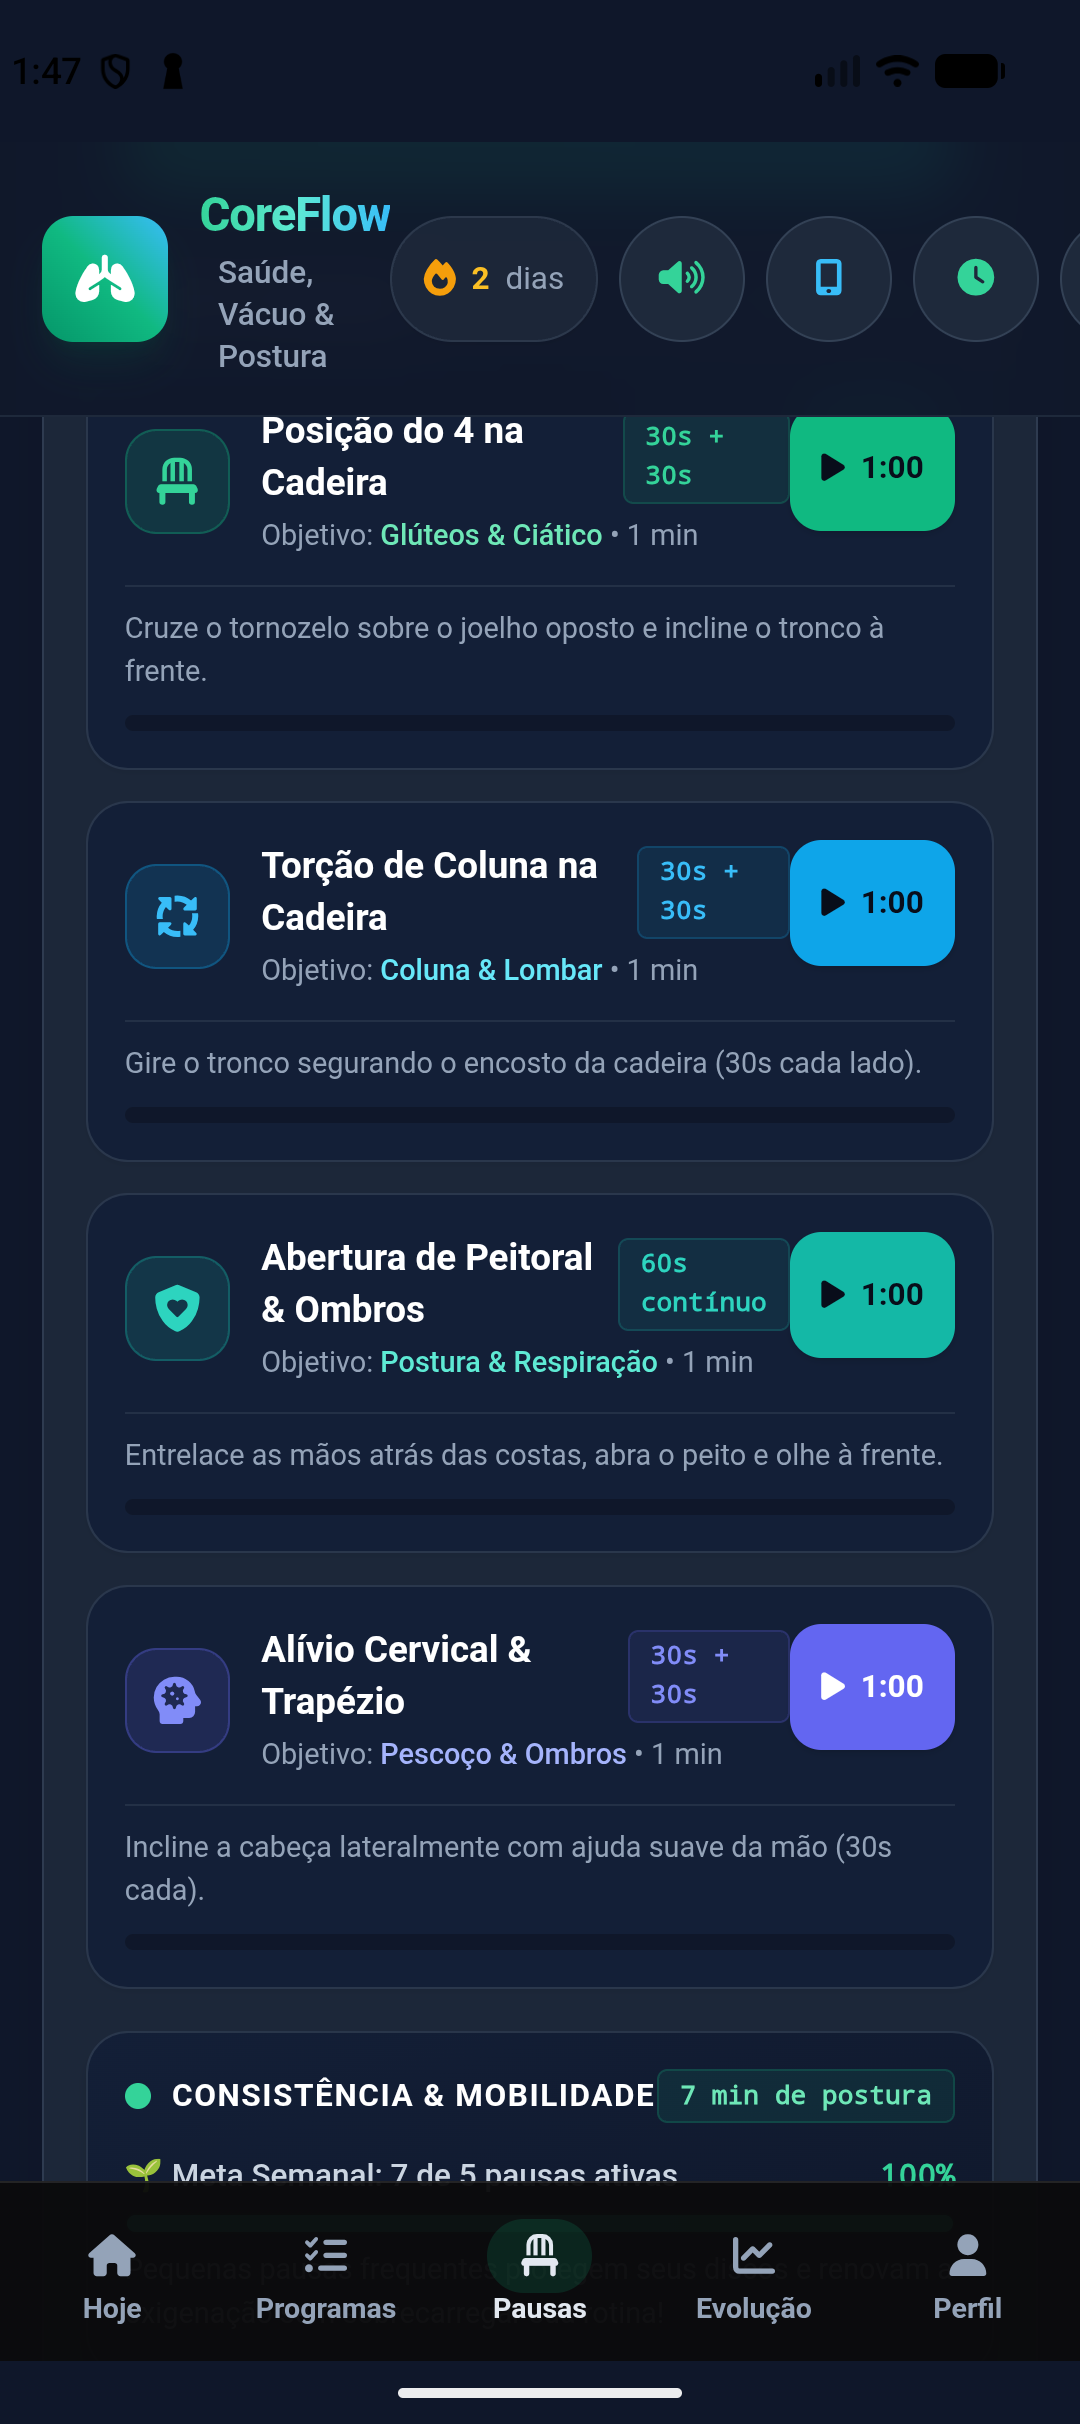 1:47
CoreFlow
Saúde,
Vácuo &
Postura
2 dias
Posição do 4 na
Cadeira
30s +
30s
1:00
Objetivo: Glúteos & Ciático • 1 min
Cruze o tornozelo sobre o joelho oposto e incline o tronco à
frente.
Torção de Coluna na
Cadeira
30s +
30s
1:00
Objetivo: Coluna & Lombar • 1 min
Gire o tronco segurando o encosto da cadeira (30s cada lado).
Abertura de Peitoral
& Ombros
60s
contínuo
1:00
Objetivo: Postura & Respiração • 1 min
Entrelace as mãos atrás das costas, abra o peito e olhe à frente.
Alívio Cervical &
Trapézio
30s +
30s
1:00
Objetivo: Pescoço & Ombros • 1 min
Incline a cabeça lateralmente com ajuda suave da mão (30s
cada).
CONSISTÊNCIA & MOBILIDADE
7 min de postura
Meta Semanal: 7 de 5 pausas ativas
100%
Hoje
Programas
Pausas
Evolução
Perfil